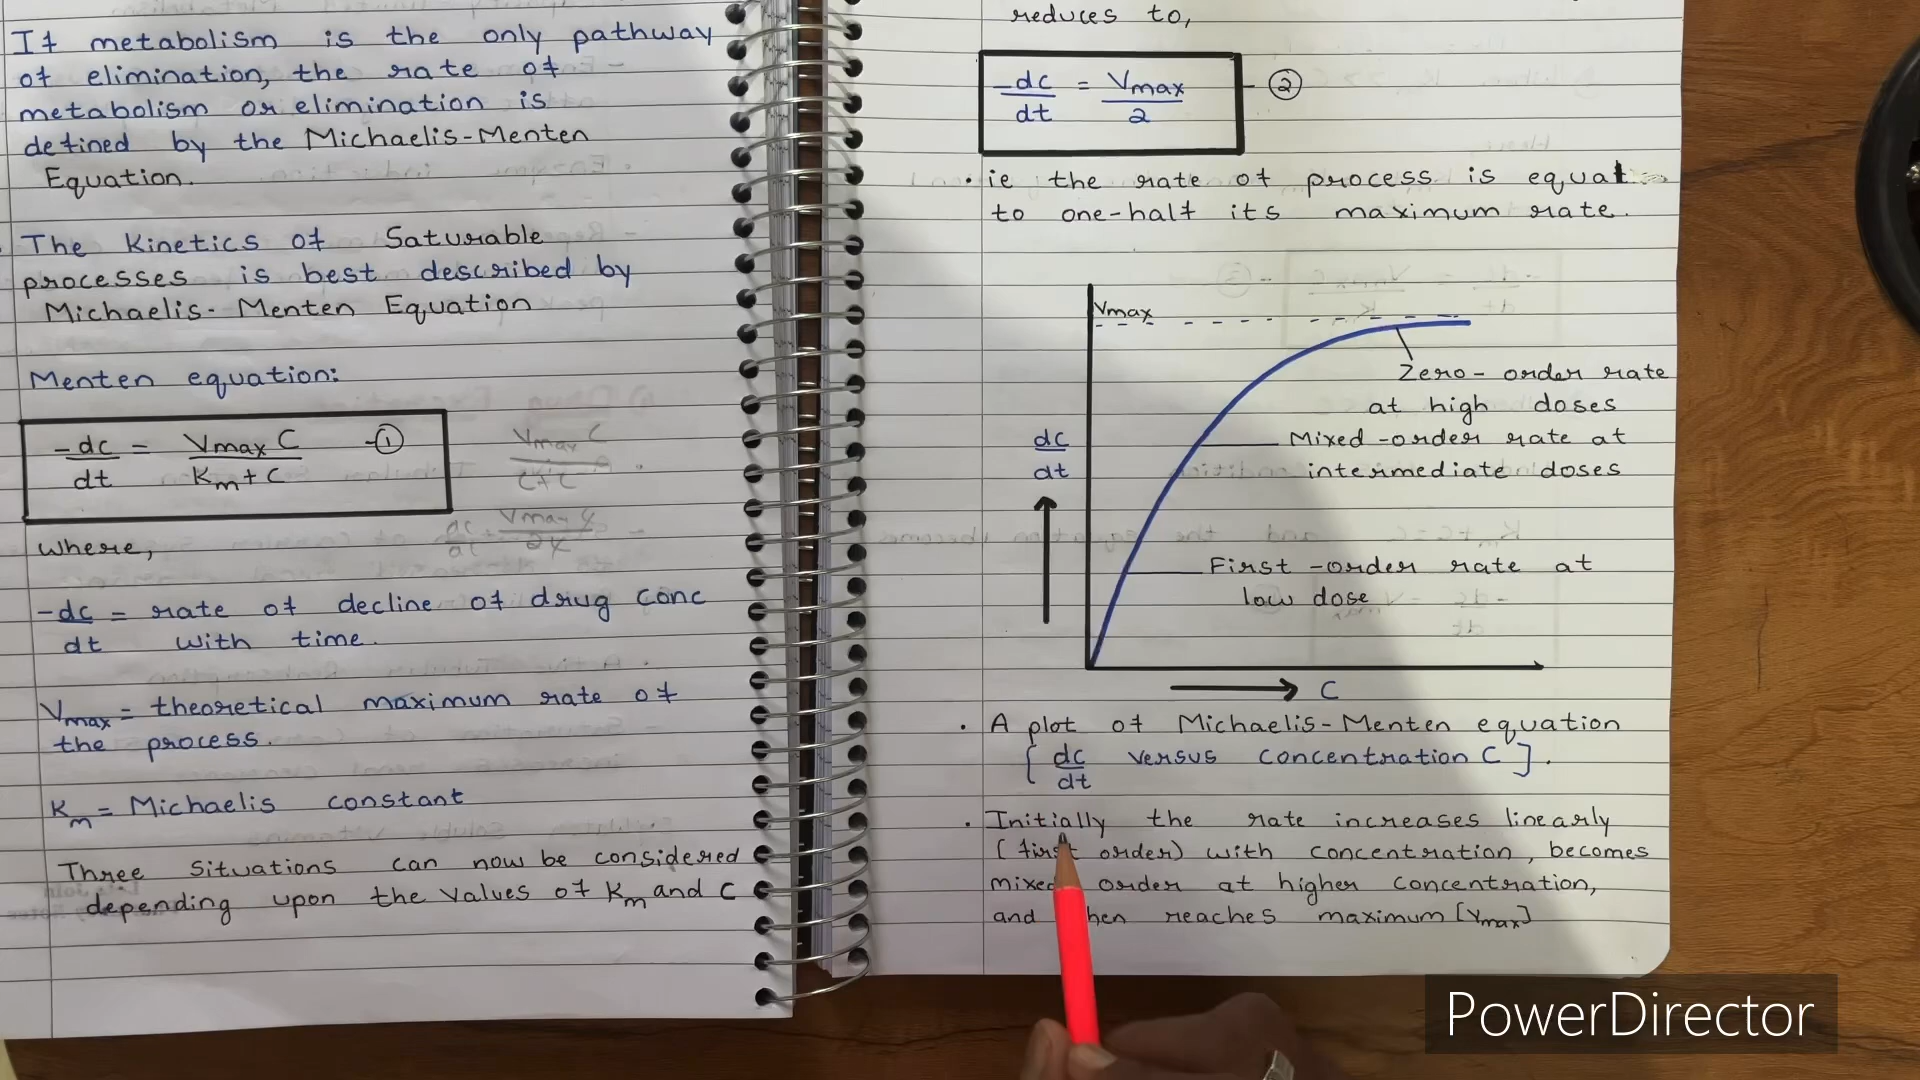 If metabolism is the only pathway
of elimination, the rate of
metabolism or elimination is
defined by the Michaelis-Menten
Equation.
The Kinetics of Saturable
processes is best described by
Michaelis-Menten Equation
Menten equation:
-dc/dt = Vmax C / Km + C -①
where,
-dc/dt = rate of decline of drug conc
with time.
Vmax = theoretical maximum rate of
the process.
Km = Michaelis constant
Three Situations can now be considered
depending upon the values of Km and C
reduces to,
-dc/dt = Vmax/2 - ②
• ie the rate of process is equal
to one-half its maximum rate.
Vmax
Zero-order rate
at high doses
dc/dt
Mixed-order rate at
intermediate doses
First-order rate at
low dose
C
• A plot of Michaelis-Menten equation
[ dc/dt versus concentration C ].
• Initially the rate increases linearly
(first order) with concentration, becomes
mixed order at higher concentration,
and then reaches maximum [Vmax]
PowerDirector